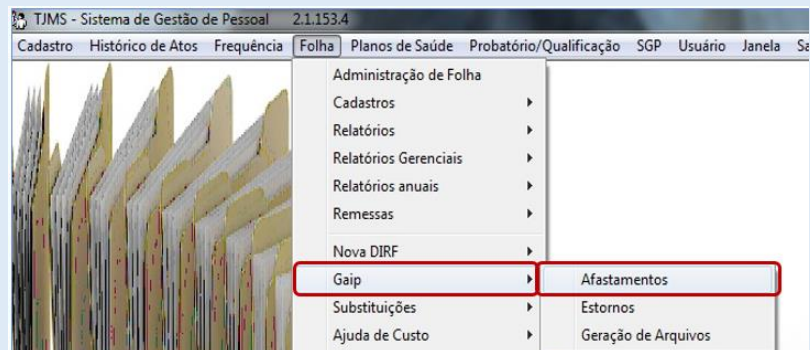 TJMS - Sistema de Gestão de Pessoal 2.1.153.4
Cadastro Histórico de Atos Frequência Folha Planos de Saúde Probatório/Qualificação SGP Usuário Janela Sa
Administração de Folha
Cadastros
Relatórios
Relatórios Gerenciais
Relatórios anuais
Remessas
Nova DIRF
Gaip
Substituições
Ajuda de Custo
Afastamentos
Estornos
Geração de Arquivos